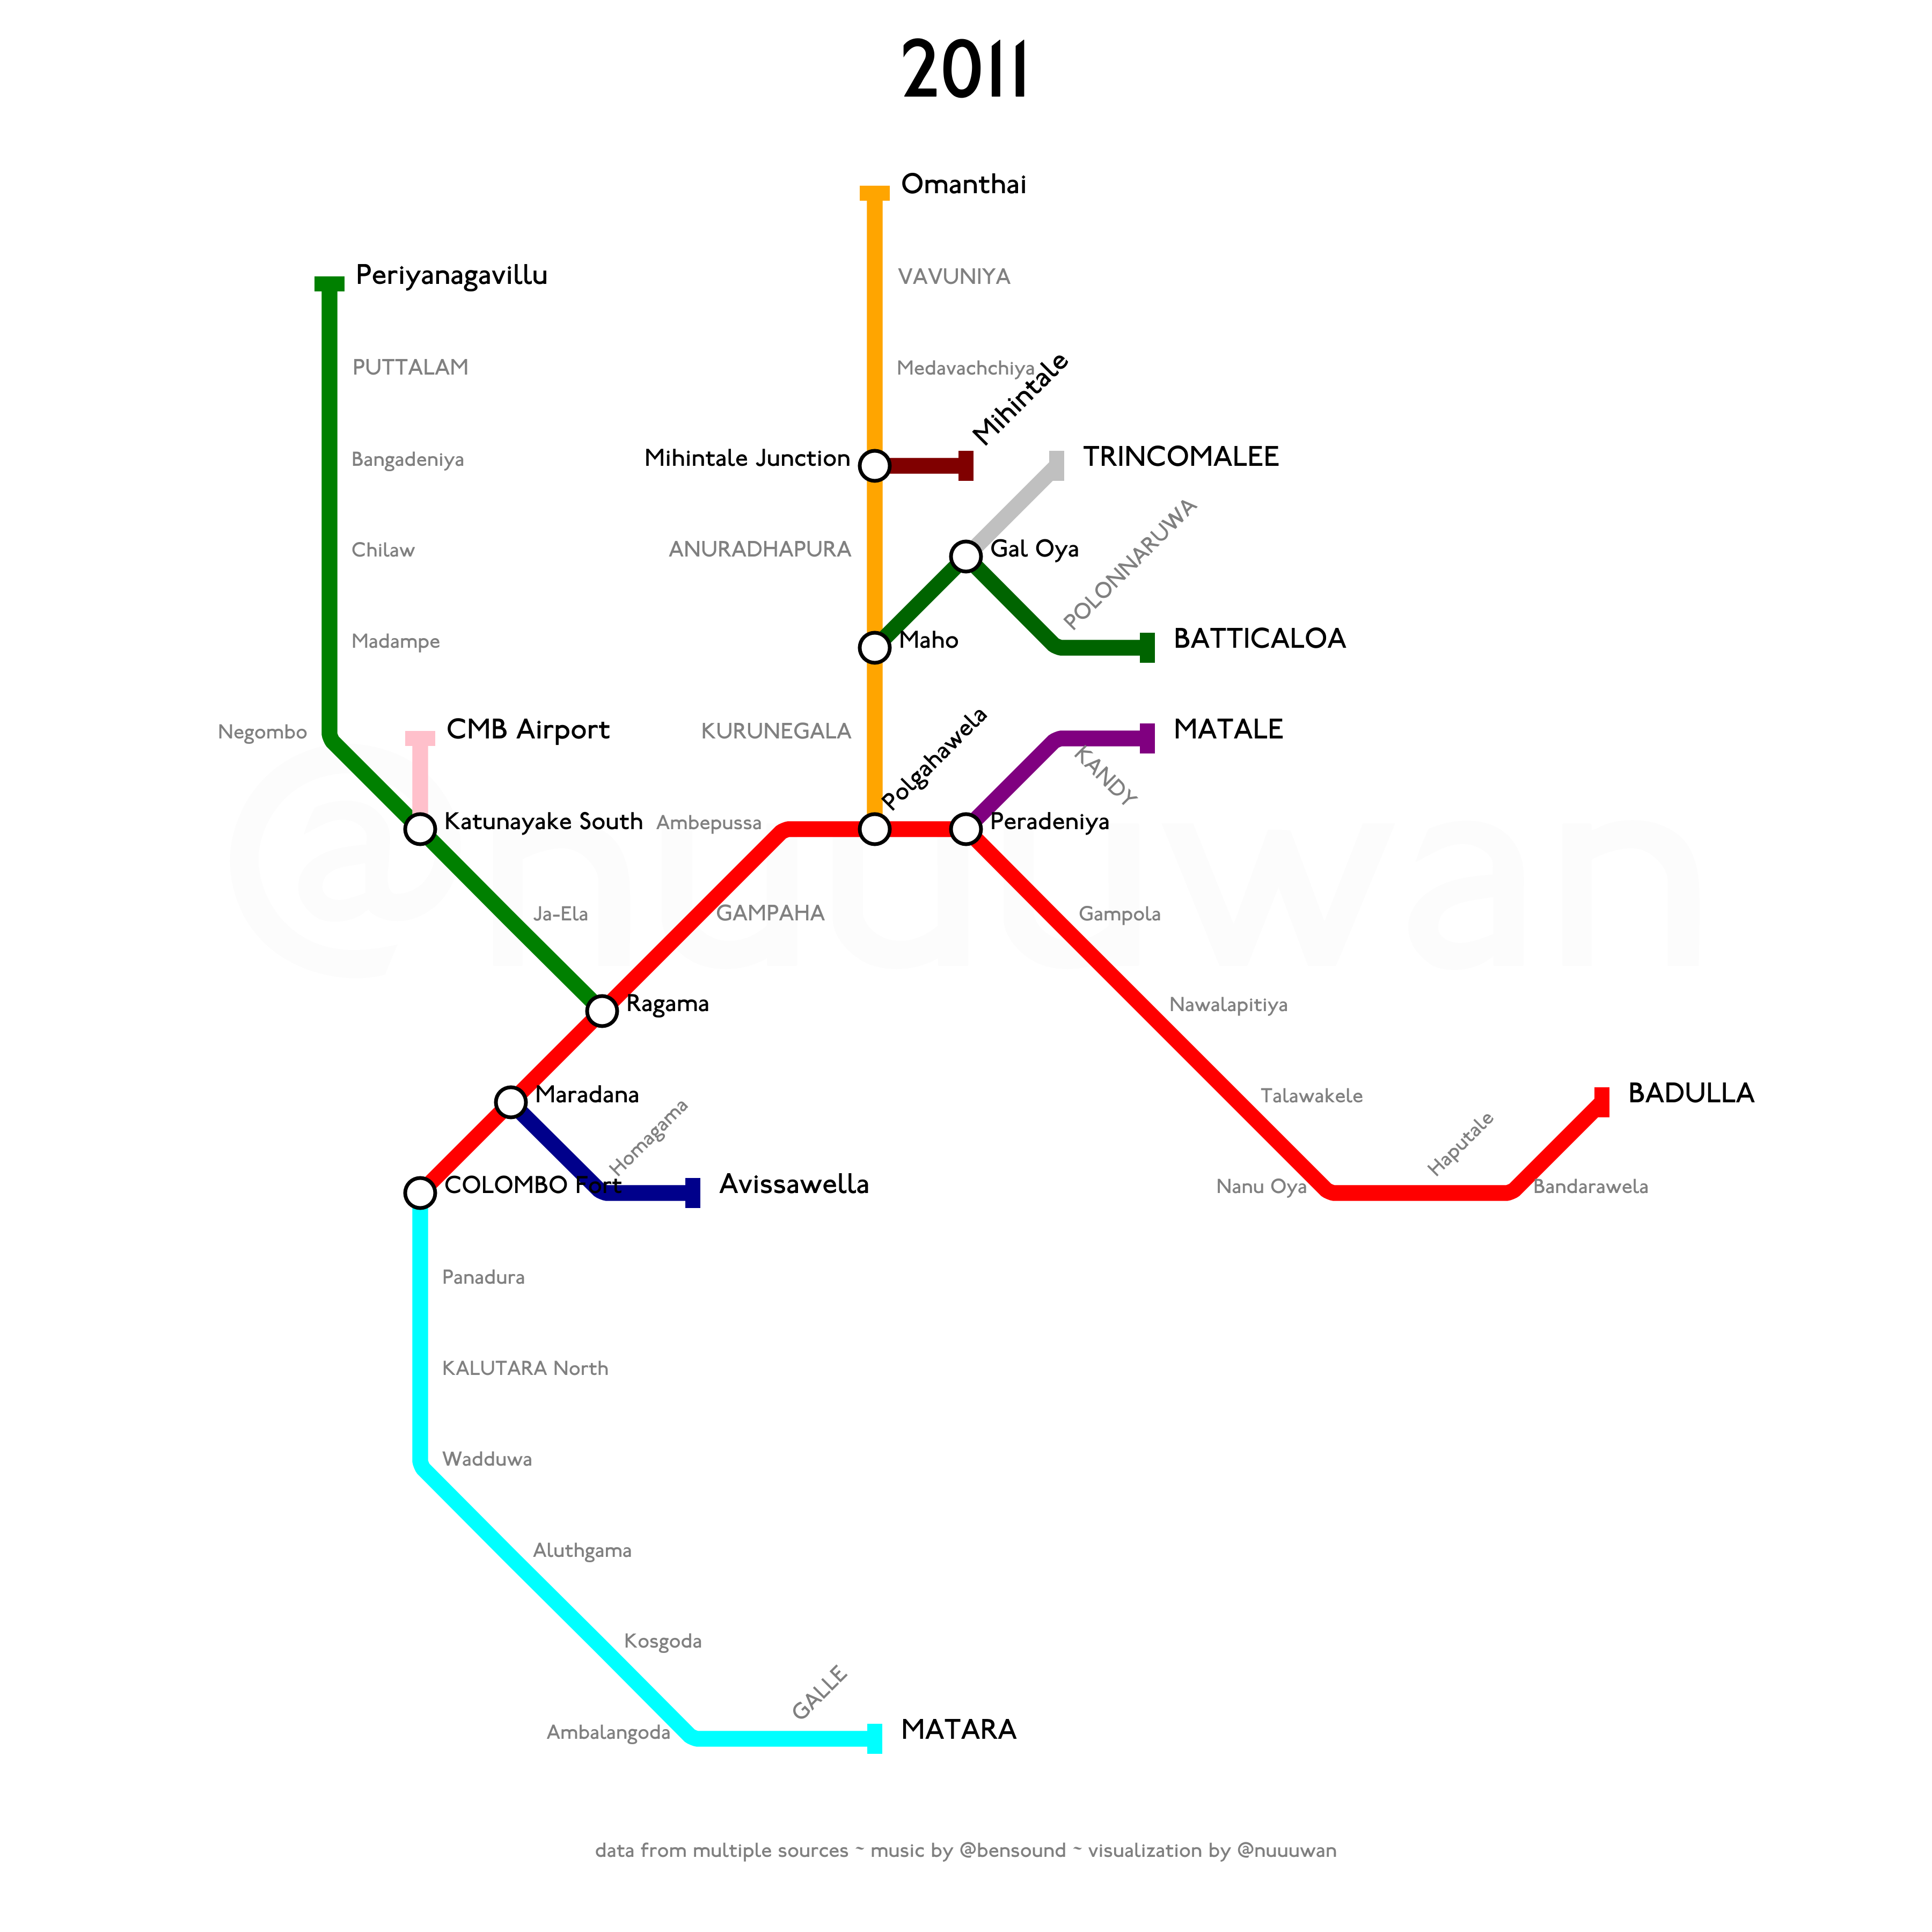 2011
Omanthai
Periyanagavillu
VAVUNIYA
PUTTALAM
Medavachchiya
Mihintale
Bangadeniya
Mihintale Junction
TRINCOMALEE
Chilaw
ANURADHAPURA
Gal Oya
POLONNARUWA
Madampe
Maho
BATTICALOA
Negombo
CMB Airport
KURUNEGALA
Polgahawela
MATALE
KANDY
Katunayake South
Ambepussa
Peradeniya
@nuuuwan
Ja-Ela
GAMPAHA
Gampola
Ragama
Nawalapitiya
Maradana
Homagama
Talawakele
Haputale
BADULLA
COLOMBO Fort
Avissawella
Nanu Oya
Bandarawela
Panadura
KALUTARA North
Wadduwa
Aluthgama
Kosgoda
GALLE
Ambalangoda
MATARA
data from multiple sources ~ music by @bensound ~ visualization by @nuuuwan